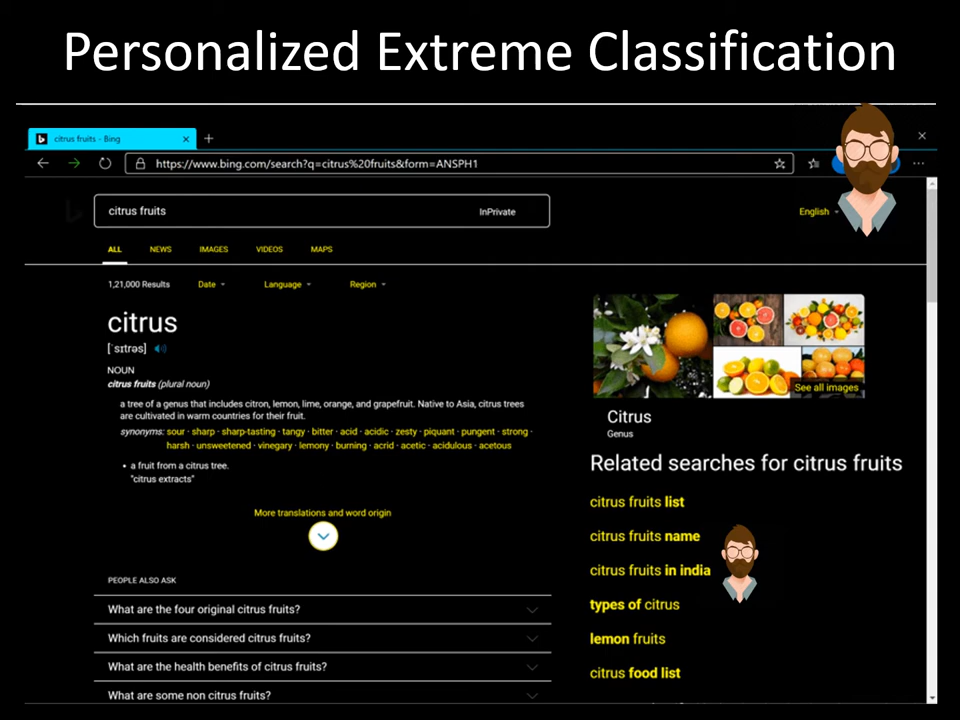 Personalized Extreme Classification
citrus fruits - Bing
https://www.bing.com/search?q=citrus%20fruits&form=ANSPH1
citrus fruits
InPrivate
English
ALL NEWS IMAGES VIDEOS MAPS
1,21,000 Results Date Language Region
citrus
[ˈsɪtrəs]
NOUN
citrus fruits (plural noun)
a tree of a genus that includes citron, lemon, lime, orange, and grapefruit. Native to Asia, citrus trees
are cultivated in warm countries for their fruit.
synonyms: sour · sharp · sharp-tasting · tangy · bitter · acid · acidic · zesty · piquant · pungent · strong ·
harsh · unsweetened · vinegary · lemony · burning · acrid · acetic · acidulous · acetous
• a fruit from a citrus tree.
"citrus extracts"
More translations and word origin
PEOPLE ALSO ASK
What are the four original citrus fruits?
Which fruits are considered citrus fruits?
What are the health benefits of citrus fruits?
What are some non citrus fruits?
See all images
Citrus
Genus
Related searches for citrus fruits
citrus fruits list
citrus fruits name
citrus fruits in india
types of citrus
lemon fruits
citrus food list